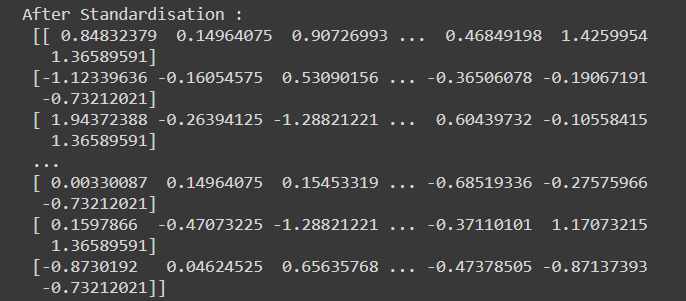 After Standardisation :
[[ 0.84832379 0.14964075 0.90726993 ... 0.46849198 1.4259954
1.36589591]
[-1.12339636 -0.16054575 0.53090156 ... -0.36506078 -0.19067191
-0.73212021]
[ 1.94372388 -0.26394125 -1.28821221 ... 0.60439732 -0.10558415
1.36589591]
...
[ 0.00330087 0.14964075 0.15453319 ... -0.68519336 -0.27575966
-0.73212021]
[ 0.1597866 -0.47073225 -1.28821221 ... -0.37110101 1.17073215
1.36589591]
[-0.8730192 0.04624525 0.65635768 ... -0.47378505 -0.87137393
-0.73212021]]